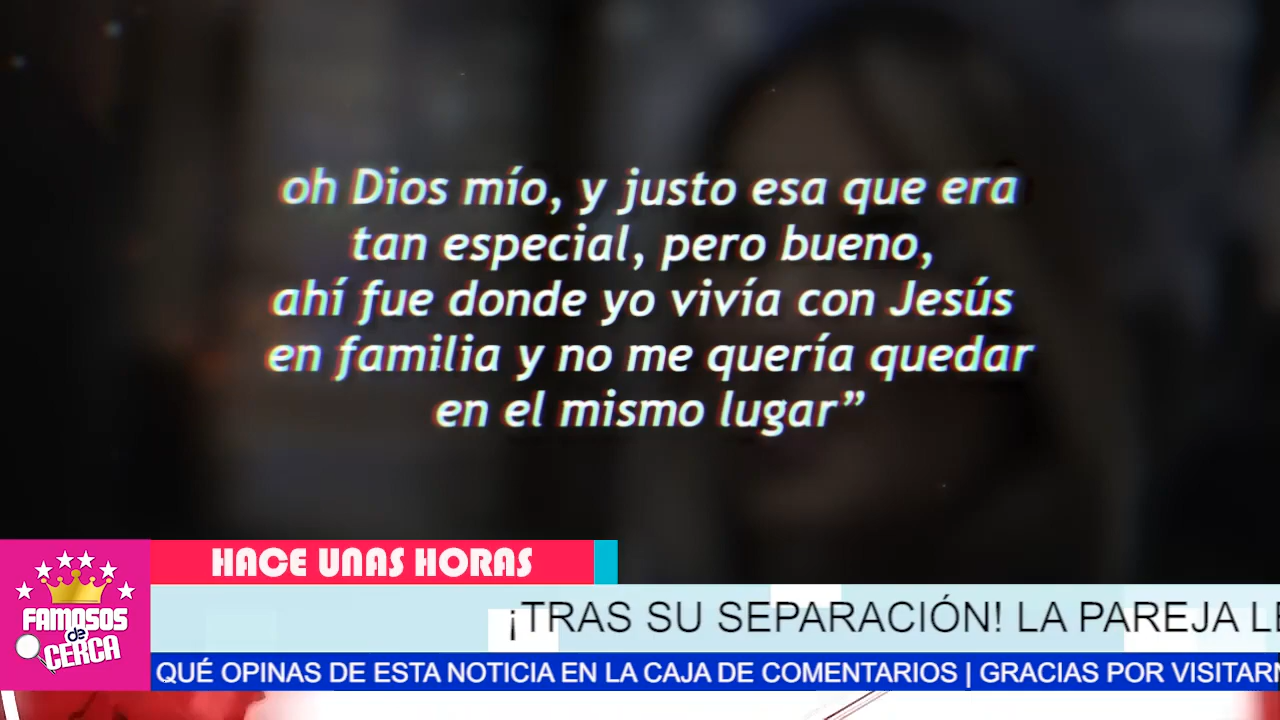 oh Dios mío, y justo esa que era
tan especial, pero bueno,
ahí fue donde yo vivía con Jesús
en familia y no me quería quedar
en el mismo lugar”
HACE UNAS HORAS
FAMOSOS
de
CERCA
¡TRAS SU SEPARACIÓN! LA PAREJA LE
QUÉ OPINAS DE ESTA NOTICIA EN LA CAJA DE COMENTARIOS | GRACIAS POR VISITARN